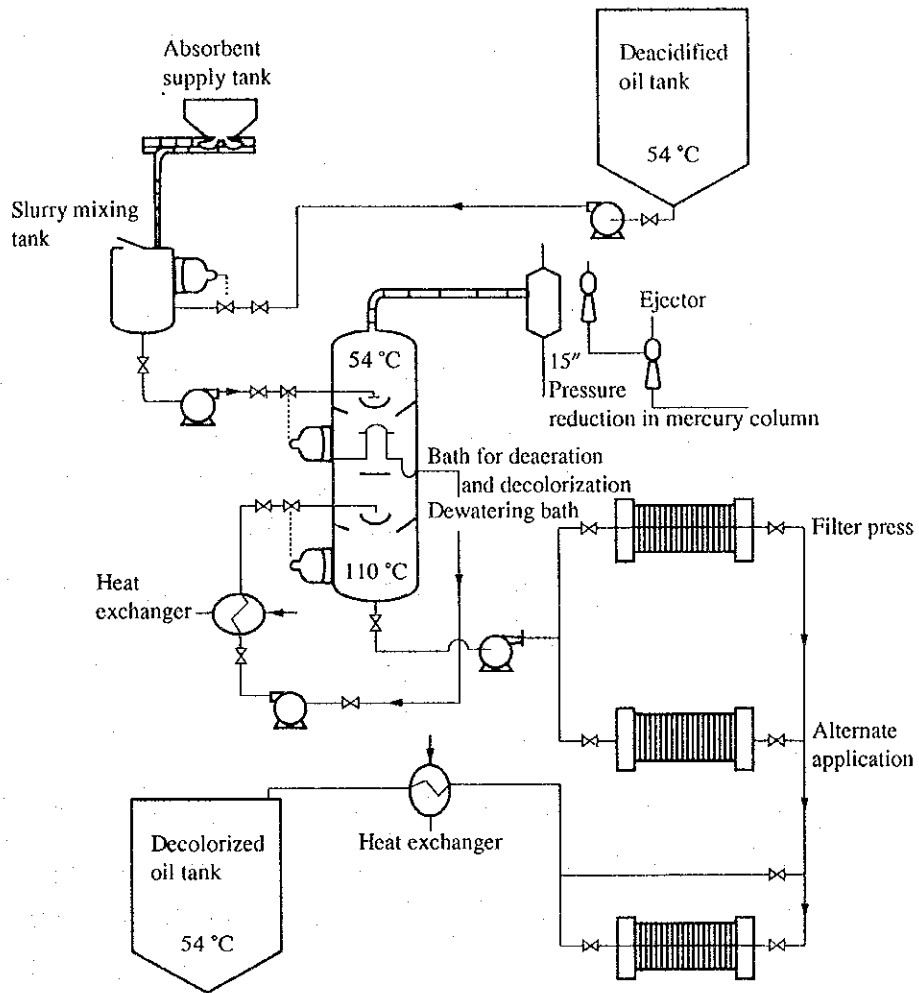 Absorbent
supply tank
Deacidified
oil tank
54 °C
Slurry mixing
tank
Ejector
54 °C
15"
Pressure
reduction in mercury column
Bath for deaeration
and decolorization
Dewatering bath
Filter press
110 °C
Heat
exchanger
Alternate
application
Heat exchanger
Decolorized
oil tank
54 °C